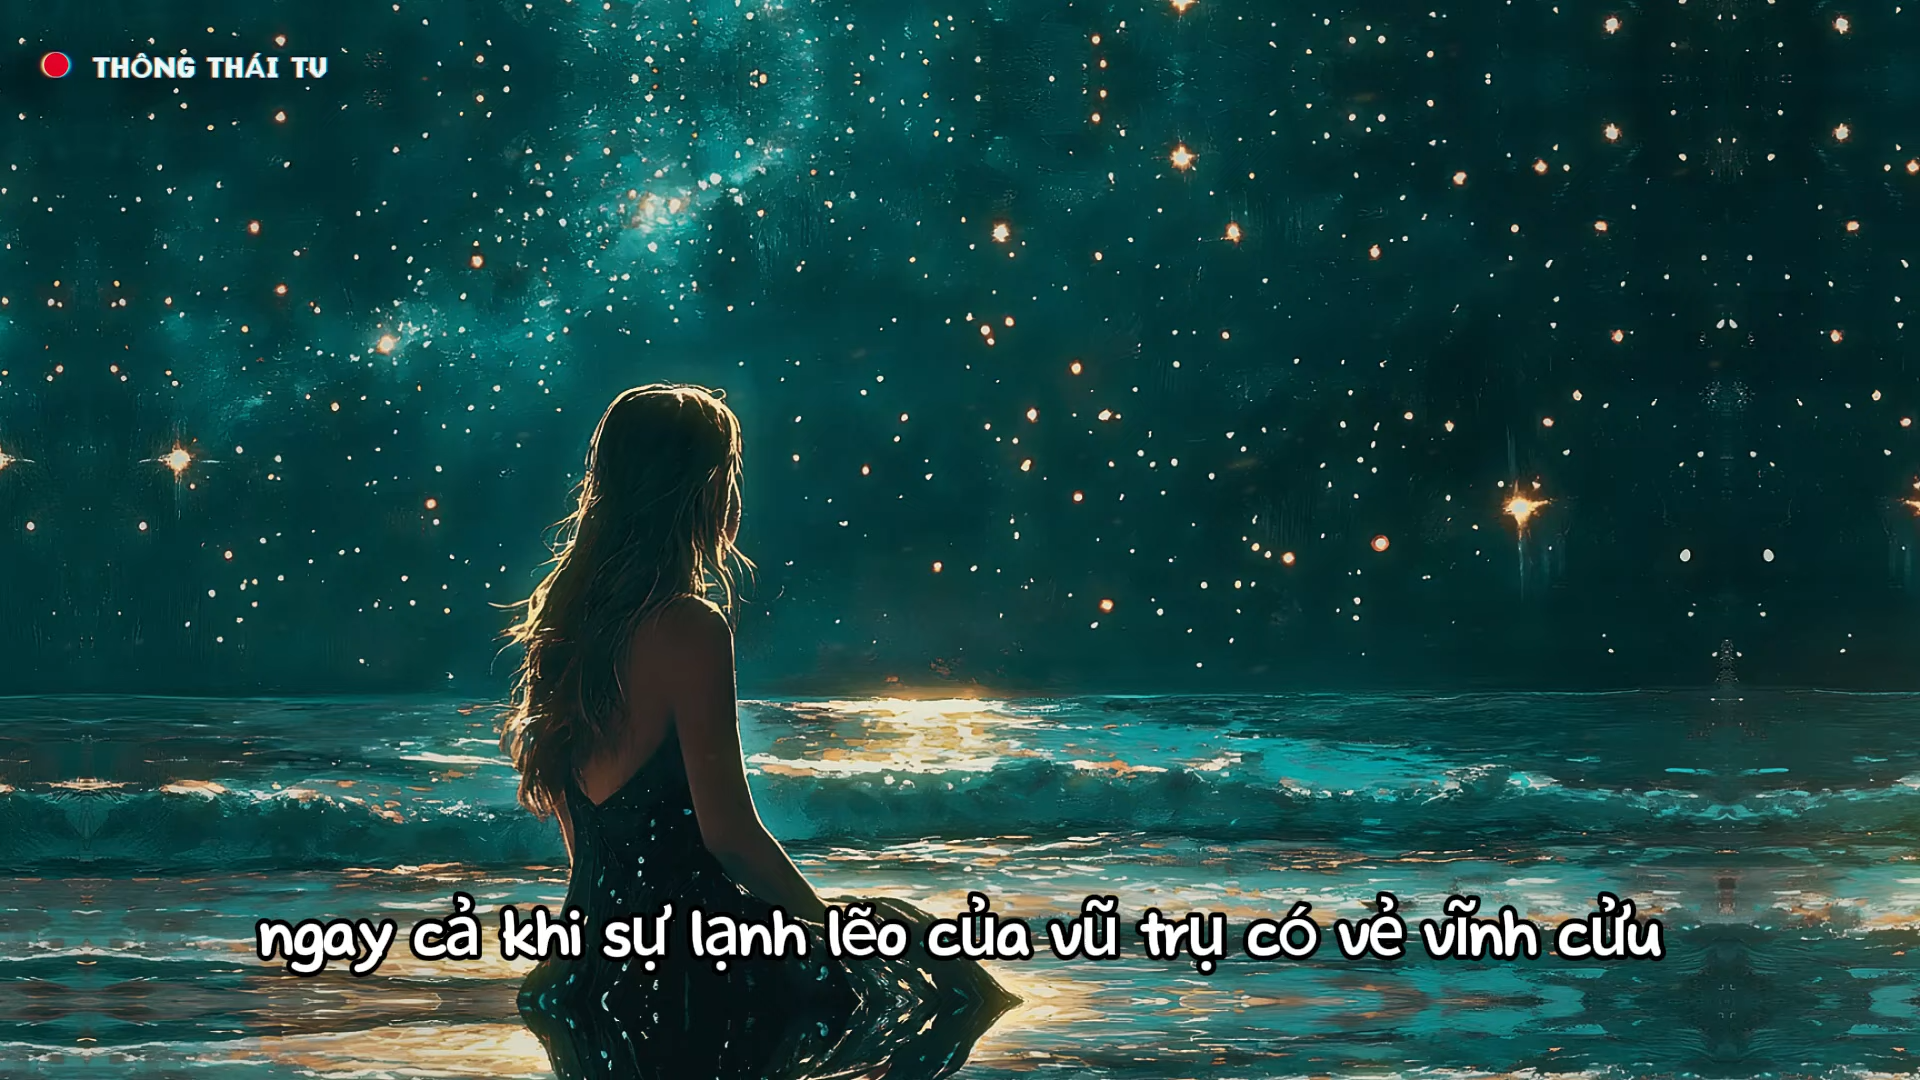 THÔNG THÁI TV
ngay cả khi sự lạnh lẽo của vũ trụ có vẻ vĩnh cửu